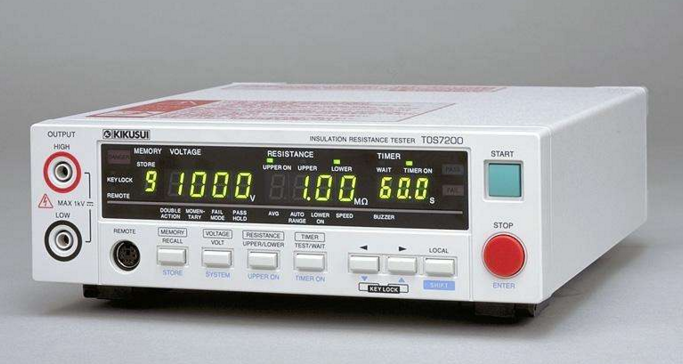 OUTPUT
HIGH
MAX 1kV
LOW
KIKUSUI
INSULATION RESISTANCE TESTER TOS7200
DANGER MEMORY VOLTAGE RESISTANCE TIMER
STORE UPPER ON UPPER LOWER WAIT TIMER ON PASS
KEY LOCK 9 1000 V 1.00 MΩ 60.0 S FAIL
REMOTE
DOUBLE ACTION MOMEN-TARY FAIL MODE PASS HOLD AVG AUTO RANGE LOWER ON SPEED BUZZER
REMOTE
MEMORY VOLTAGE RESISTANCE TIMER
RECALL VOLT UPPER/LOWER TEST/WAIT
STORE SYSTEM UPPER ON TIMER ON
◄ ► LOCAL
▼ ▲ SHIFT
KEY LOCK
START
STOP
ENTER